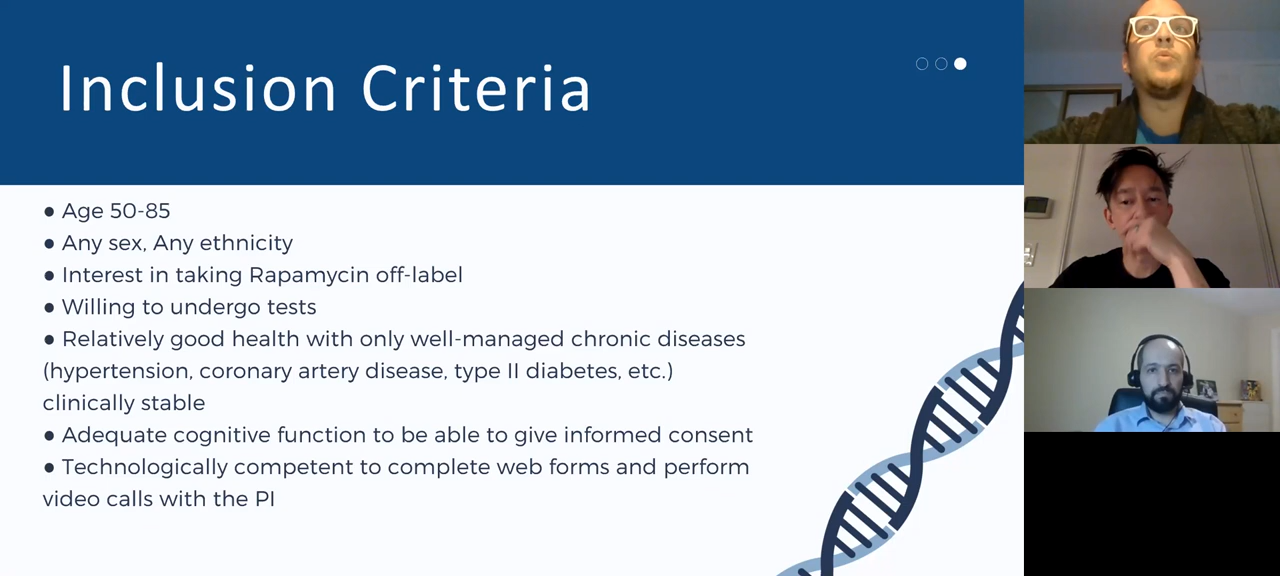 Inclusion Criteria
● Age 50-85
● Any sex, Any ethnicity
● Interest in taking Rapamycin off-label
● Willing to undergo tests
● Relatively good health with only well-managed chronic diseases
(hypertension, coronary artery disease, type II diabetes, etc.)
clinically stable
● Adequate cognitive function to be able to give informed consent
● Technologically competent to complete web forms and perform
video calls with the PI